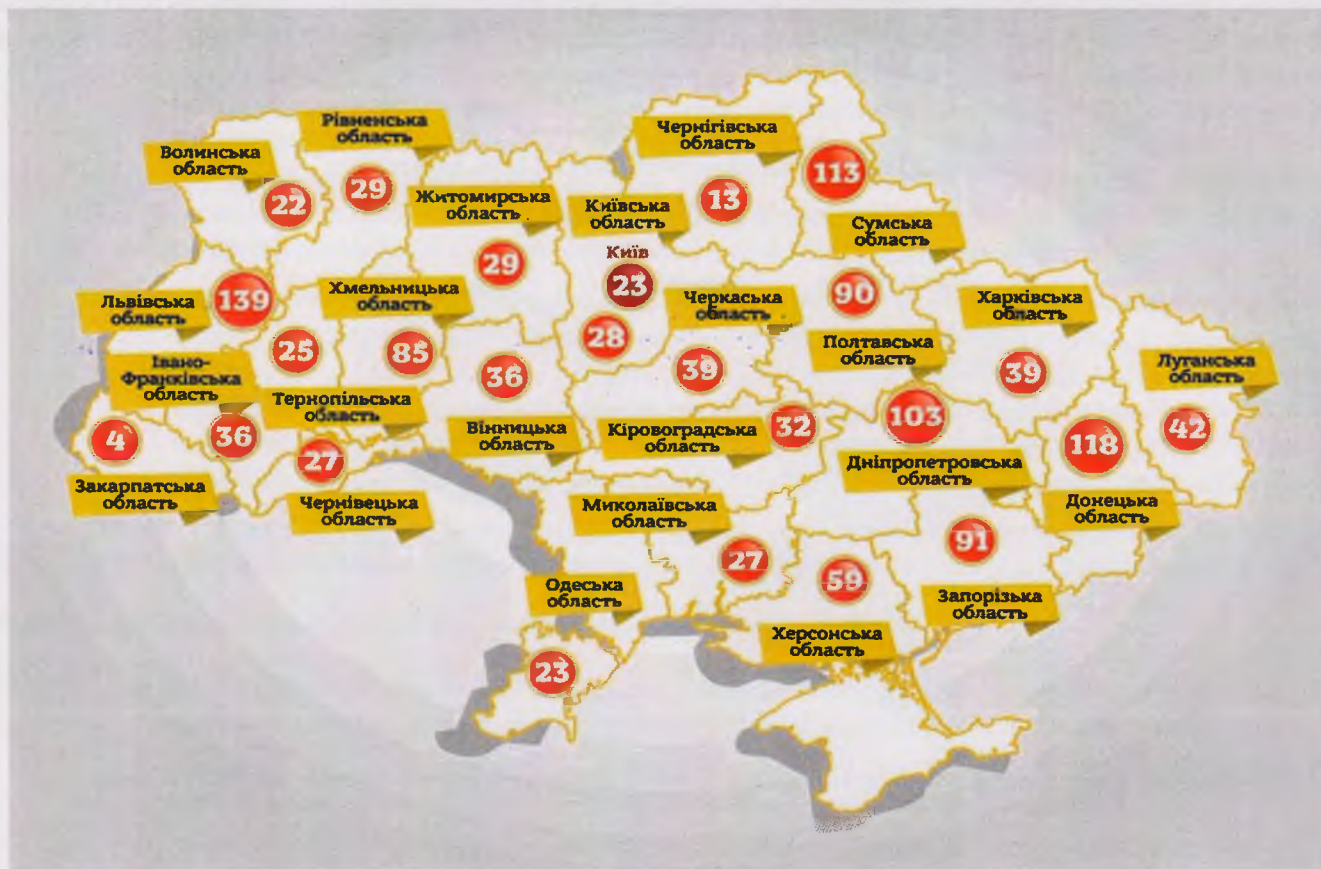 Рівненська
область
Чернігівська
область
Волинська
область
113
29
Житомирська
область
Київська
область
13
22
Сумська
область
Київ
29
23
90
Львівська
область
139
Хмельницька
область
Черкаська
область
Харківська
область
28
25
85
Полтавська
область
Луганська
область
Івано-
Франківська
область
36
39
39
Тернопільська
область
103
4
36
Вінницька
область
Кіровоградська
область
32
118
42
27
Дніпропетровська
область
Закарпатська
область
Чернівецька
область
Миколаївська
область
Донецька
область
91
27
59
Одеська
область
Запорізька
область
Херсонська
область
23